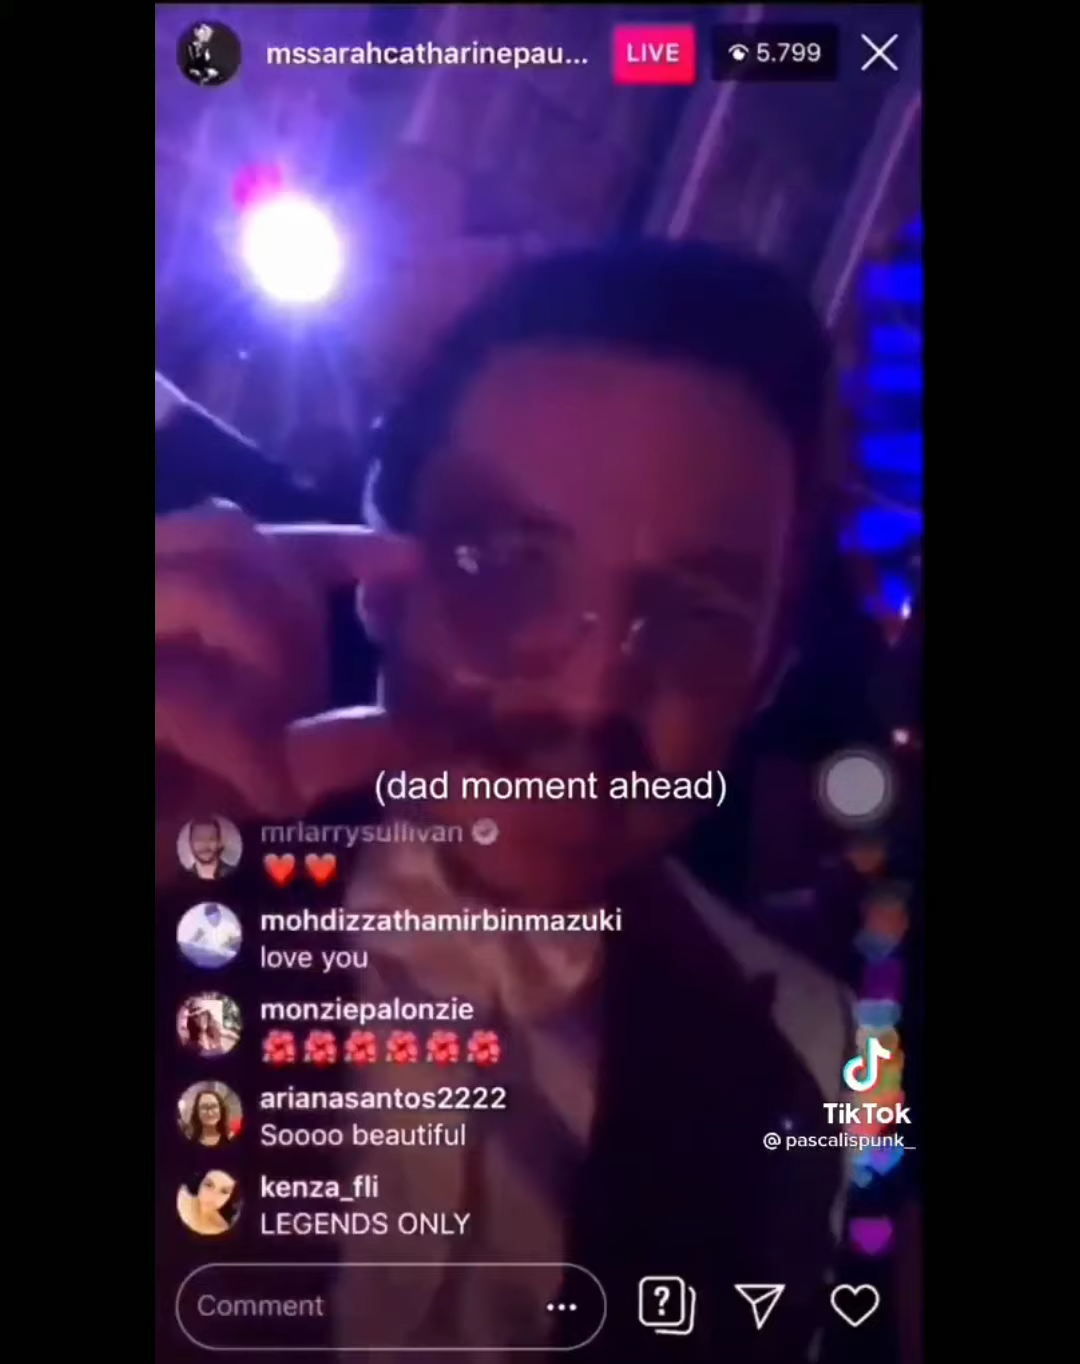 mssarahcatharinepau...
LIVE
5.799
(dad moment ahead)
mrlarrysullivan
❤️ ❤️
mohdizzathamirbinmazuki
love you
monziepalonzie
🌺🌺🌺🌺🌺🌺
arianasantos2222
Soooo beautiful
kenza_fli
LEGENDS ONLY
TikTok
@pascalispunk_
Comment
?